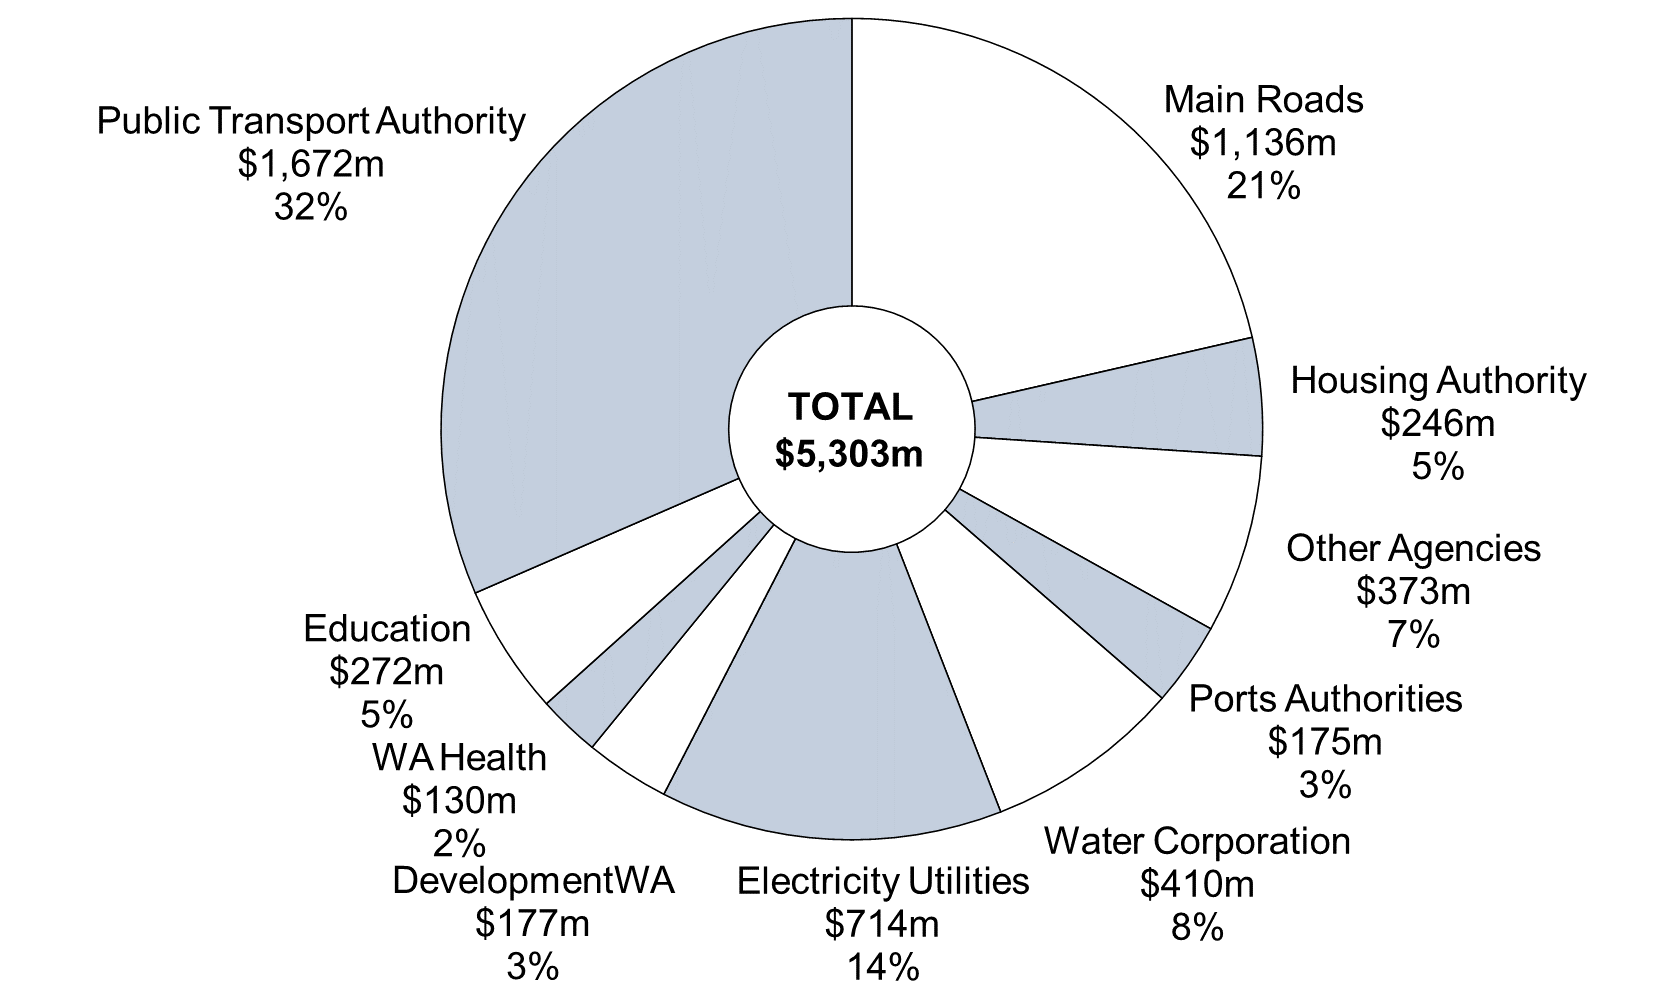 Public Transport Authority
$1,672m
32%
Main Roads
$1,136m
21%
Housing Authority
$246m
5%
Other Agencies
$373m
7%
Ports Authorities
$175m
3%
Water Corporation
$410m
8%
Electricity Utilities
$714m
14%
DevelopmentWA
$177m
3%
WA Health
$130m
2%
Education
$272m
5%
TOTAL
$5,303m